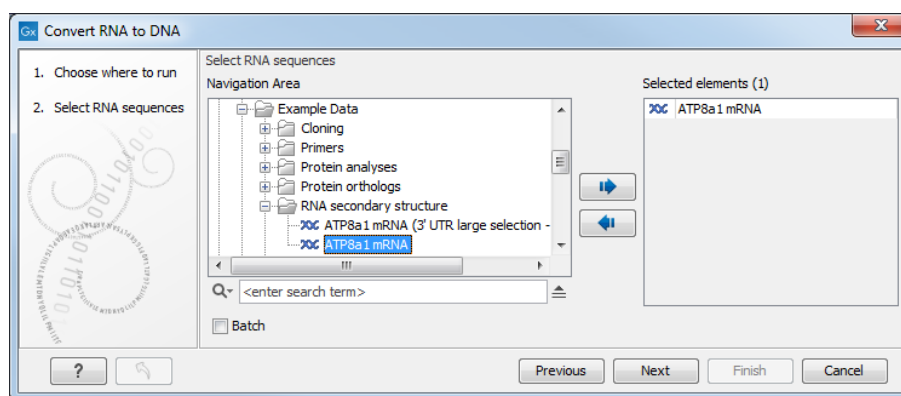 Gx Convert RNA to DNA
1. Choose where to run
2. Select RNA sequences
Select RNA sequences
Navigation Area
Example Data
Cloning
Primers
Protein analyses
Protein orthologs
RNA secondary structure
ATP8a1 mRNA (3' UTR large selection -
ATP8a1 mRNA
<enter search term>
Batch
Selected elements (1)
ATP8a1 mRNA
?
Previous
Next
Finish
Cancel